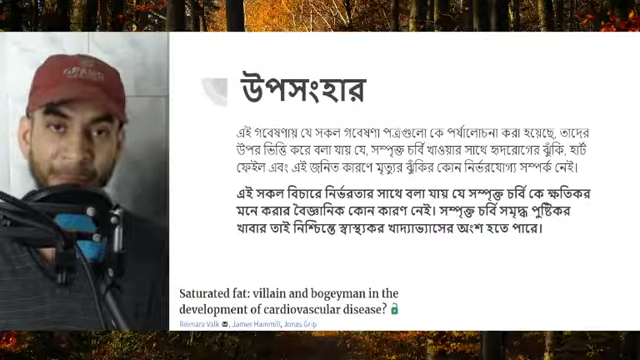 GRAND
উপসংহার
এই গবেষণায় যে সকল গবেষণা পত্রগুলো কে পর্যালোচনা করা হয়েছে, তাদের
উপর ভিত্তি করে বলা যায় যে, সম্পৃক্ত চর্বি খাওয়ার সাথে হৃদরোগের ঝুঁকি, হার্ট
ফেইল এবং এই জনিত কারণে মৃত্যুর ঝুঁকির কোন নির্ভরযোগ্য সম্পর্ক নেই।
এই সকল বিচারে নির্ভরতার সাথে বলা যায় যে সম্পৃক্ত চর্বি কে ক্ষতিকর
মনে করার বৈজ্ঞানিক কোন কারণ নেই। সম্পৃক্ত চর্বি সমৃদ্ধ পুষ্টিকর
খাবার তাই নিশ্চিন্তে স্বাস্থ্যকর খাদ্যাভ্যাসের অংশ হতে পারে।
Saturated fat: villain and bogeyman in the
development of cardiovascular disease?
Reimara Valk, James Hammill, Jonas Grip